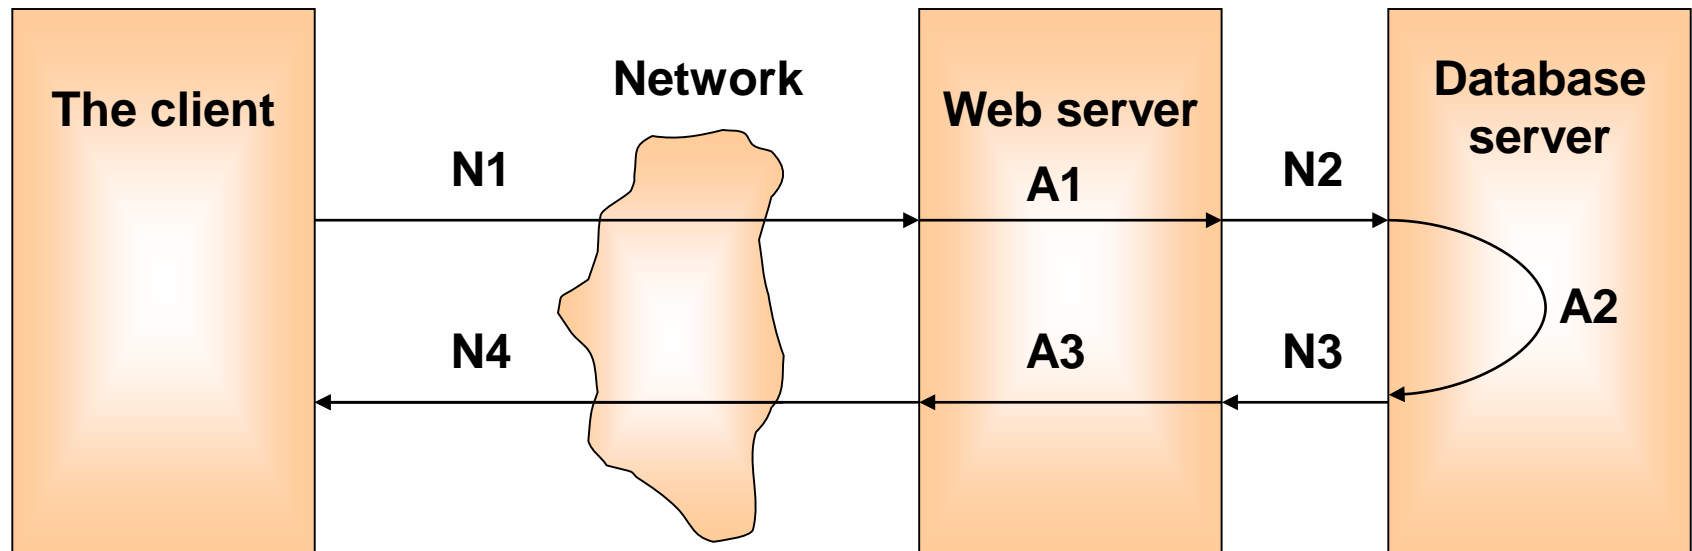 The client
Network
Web server
Database
server
N1
A1
N2
A2
N4
A3
N3